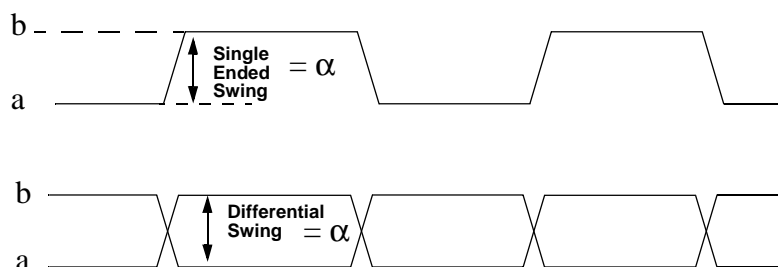 b
Single
Ended
Swing = α
a
b
Differential
Swing = α
a